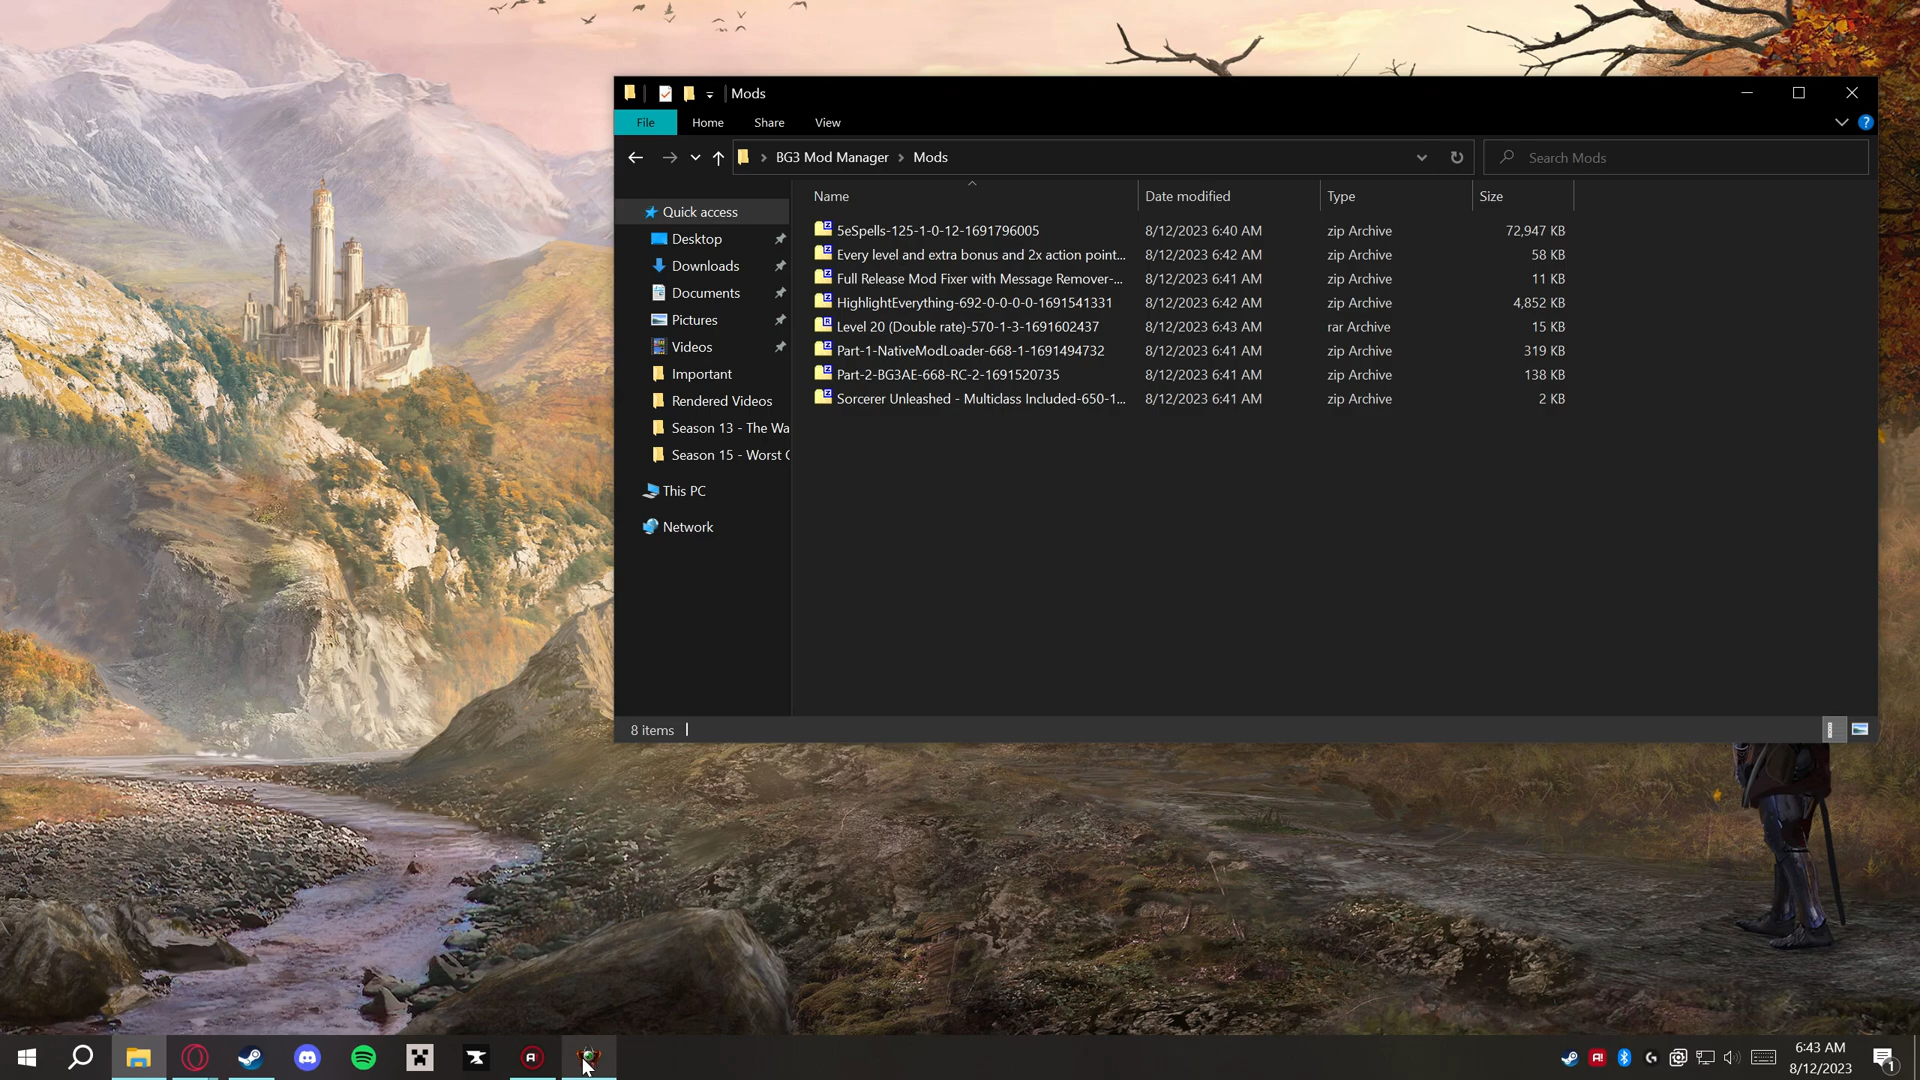 Mods
File Home Share View
BG3 Mod Manager Mods
Search Mods
Name Date modified Type Size
Quick access
Desktop
Downloads
Documents
Pictures
Videos
Important
Rendered Videos
Season 13 - The Wa
Season 15 - Worst C
This PC
Network
5eSpells-125-1-0-12-1691796005 8/12/2023 6:40 AM zip Archive 72,947 KB
Every level and extra bonus and 2x action point... 8/12/2023 6:42 AM zip Archive 58 KB
Full Release Mod Fixer with Message Remover-... 8/12/2023 6:41 AM zip Archive 11 KB
HighlightEverything-692-0-0-0-0-1691541331 8/12/2023 6:42 AM zip Archive 4,852 KB
Level 20 (Double rate)-570-1-3-1691602437 8/12/2023 6:43 AM rar Archive 15 KB
Part-1-NativeModLoader-668-1-1691494732 8/12/2023 6:41 AM zip Archive 319 KB
Part-2-BG3AE-668-RC-2-1691520735 8/12/2023 6:41 AM zip Archive 138 KB
Sorcerer Unleashed - Multiclass Included-650-1... 8/12/2023 6:41 AM zip Archive 2 KB
8 items
6:43 AM
8/12/2023
1